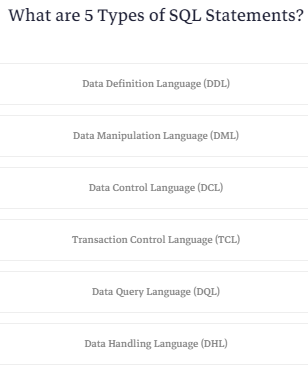 What are 5 Types of SQL Statements?
Data Definition Language (DDL)
Data Manipulation Language (DML)
Data Control Language (DCL)
Transaction Control Language (TCL)
Data Query Language (DQL)
Data Handling Language (DHL)